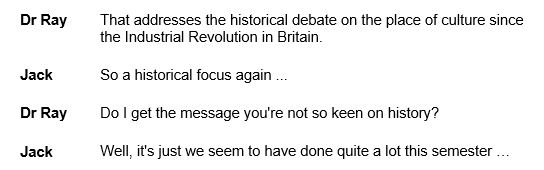 Dr Ray That addresses the historical debate on the place of culture since
the Industrial Revolution in Britain.
Jack So a historical focus again ...
Dr Ray Do I get the message you're not so keen on history?
Jack Well, it's just we seem to have done quite a lot this semester …